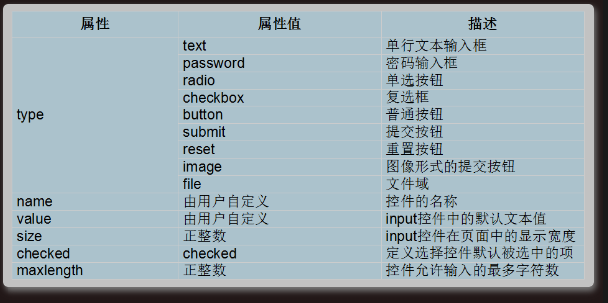 属性 属性值 描述
text 单行文本输入框
password 密码输入框
radio 单选按钮
checkbox 复选框
type button 普通按钮
submit 提交按钮
reset 重置按钮
image 图像形式的提交按钮
file 文件域
name 由用户自定义 控件的名称
value 由用户自定义 input控件中的默认文本值
size 正整数 input控件在页面中的显示宽度
checked checked 定义选择控件默认被选中的项
maxlength 正整数 控件允许输入的最多字符数